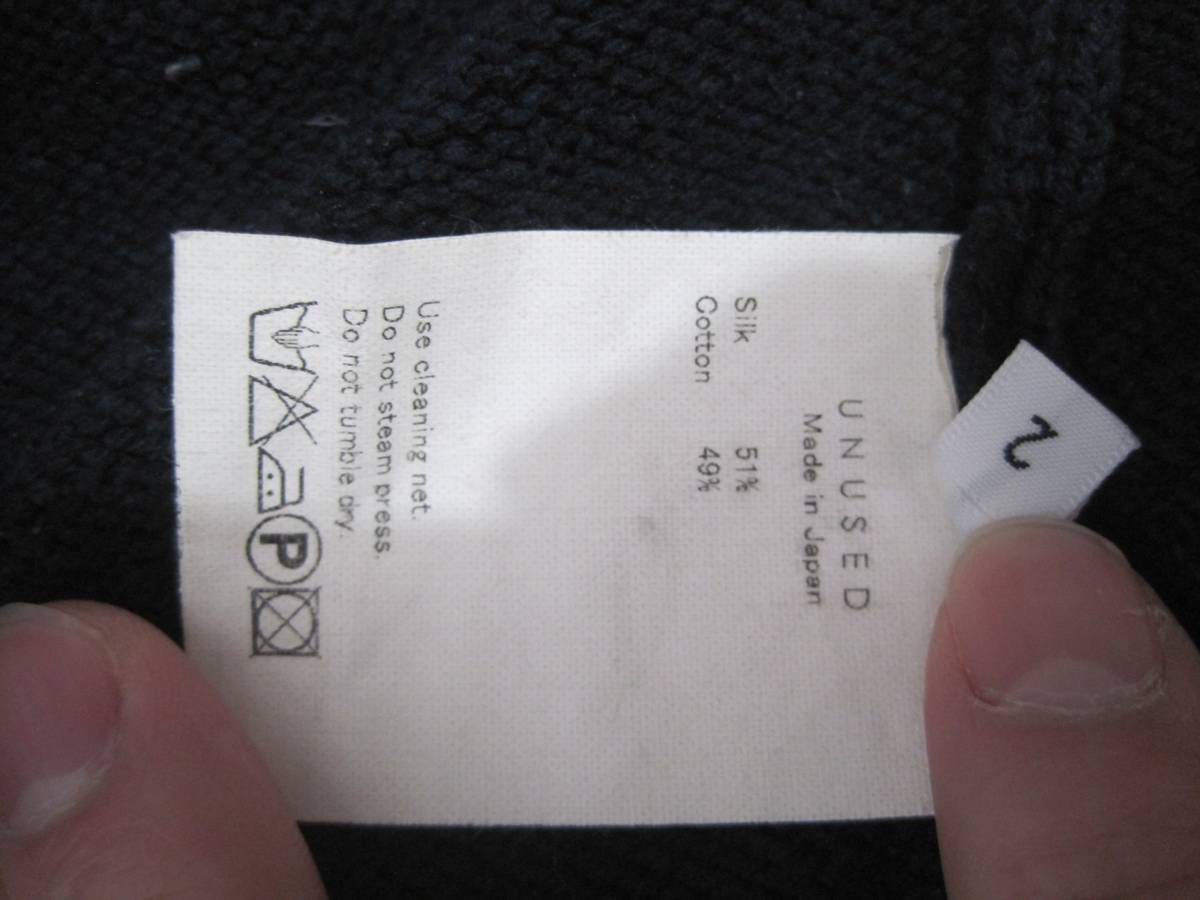 UNUSED
Made in Japan
Silk 51%
Cotton 49%
Use cleaning net.
Do not steam press.
Do not tumble dry.
P
2